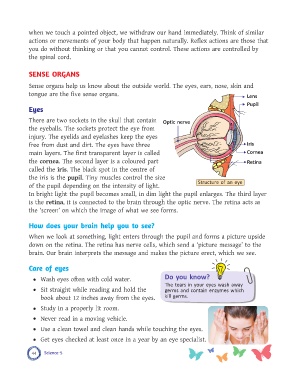 when we touch a pointed object, we withdraw our hand immediately. Think of similar
actions or movements of your body that happen naturally. Reflex actions are those that
you do without thinking or that you cannot control. These actions are controlled by
the spinal cord.
SENSE ORGANS
Sense organs help us know about the outside world. The eyes, ears, nose, skin and
tongue are the five sense organs.
Eyes
There are two sockets in the skull that contain
the eyeballs. The sockets protect the eye from
injury. The eyelids and eyelashes keep the eyes
free from dust and dirt. The eyes have three
main layers. The first transparent layer is called
the cornea. The second layer is a coloured part
called the iris. The black spot in the centre of
the iris is the pupil. Tiny muscles control the size
of the pupil depending on the intensity of light.
Lens
Pupil
Optic nerve
Iris
Cornea
Retina
Structure of an eye
In bright light the pupil becomes small, in dim light the pupil enlarges. The third layer
is the retina. It is connected to the brain through the optic nerve. The retina acts as
the 'screen' on which the image of what we see forms.
How does your brain help you to see?
When we look at something, light enters through the pupil and forms a picture upside
down on the retina. The retina has nerve cells, which send a 'picture message' to the
brain. Our brain interprets the message and makes the picture erect, which we see.
Care of eyes
• Wash eyes often with cold water.
• Sit straight while reading and hold the
book about 12 inches away from the eyes.
• Study in a properly lit room.
• Never read in a moving vehicle.
• Use a clean towel and clean hands while touching the eyes.
• Get eyes checked at least once in a year by an eye specialist.
Do you know?
The tears in your eyes wash away
germs and contain enzymes which
kill germs.
44
Science-5